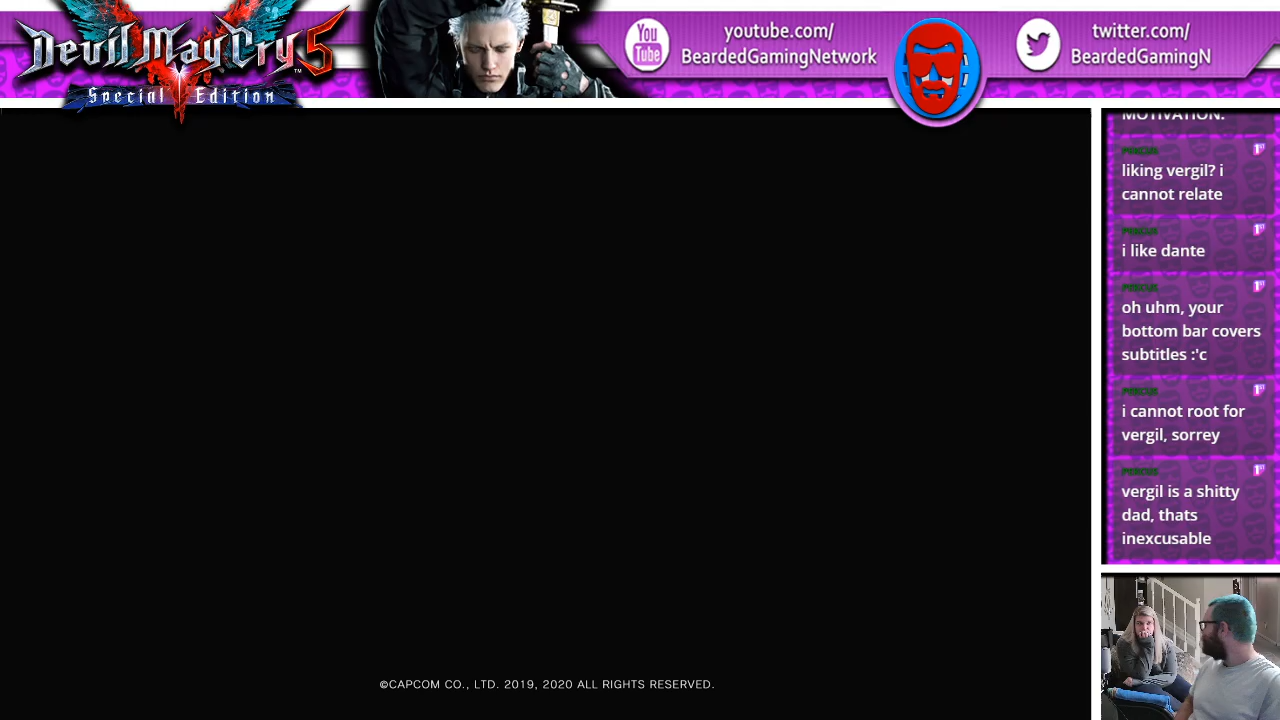 Devil May Cry 5
Special Edition
You
Tube
youtube.com/
BeardedGamingNetwork
twitter.com/
BeardedGamingN
MOTIVATION.
liking vergil? i
cannot relate
i like dante
oh uhm, your
bottom bar covers
subtitles :'c
i cannot root for
vergil, sorrey
vergil is a shitty
dad, thats
inexcusable
©CAPCOM CO., LTD. 2019, 2020 ALL RIGHTS RESERVED.